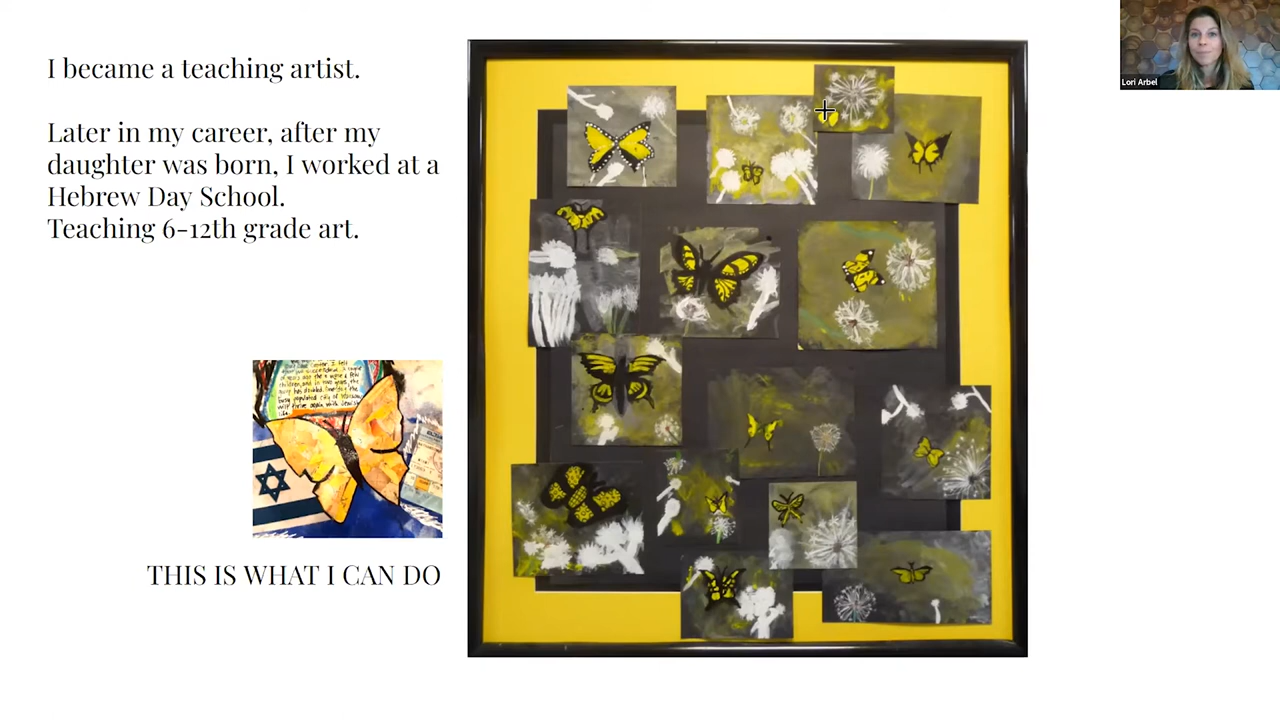 I became a teaching artist.
Later in my career, after my
daughter was born, I worked at a
Hebrew Day School.
Teaching 6-12th grade art.
THIS IS WHAT I CAN DO
Lori Arbel